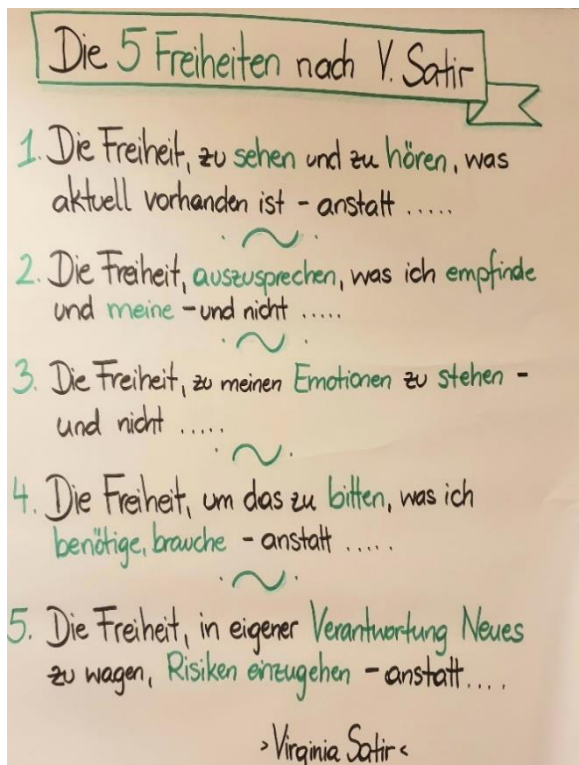 Die 5 Freiheiten nach V. Satir
1. Die Freiheit, zu sehen und zu hören, was
aktuell vorhanden ist - anstatt .....
2. Die Freiheit, auszusprechen, was ich empfinde
und meine - und nicht .....
3. Die Freiheit, zu meinen Emotionen zu stehen -
und nicht .....
4. Die Freiheit, um das zu bitten, was ich
benötige, brauche - anstatt .....
5. Die Freiheit, in eigener Verantwortung Neues
zu wagen, Risiken einzugehen - anstatt....
>Virginia Satir<